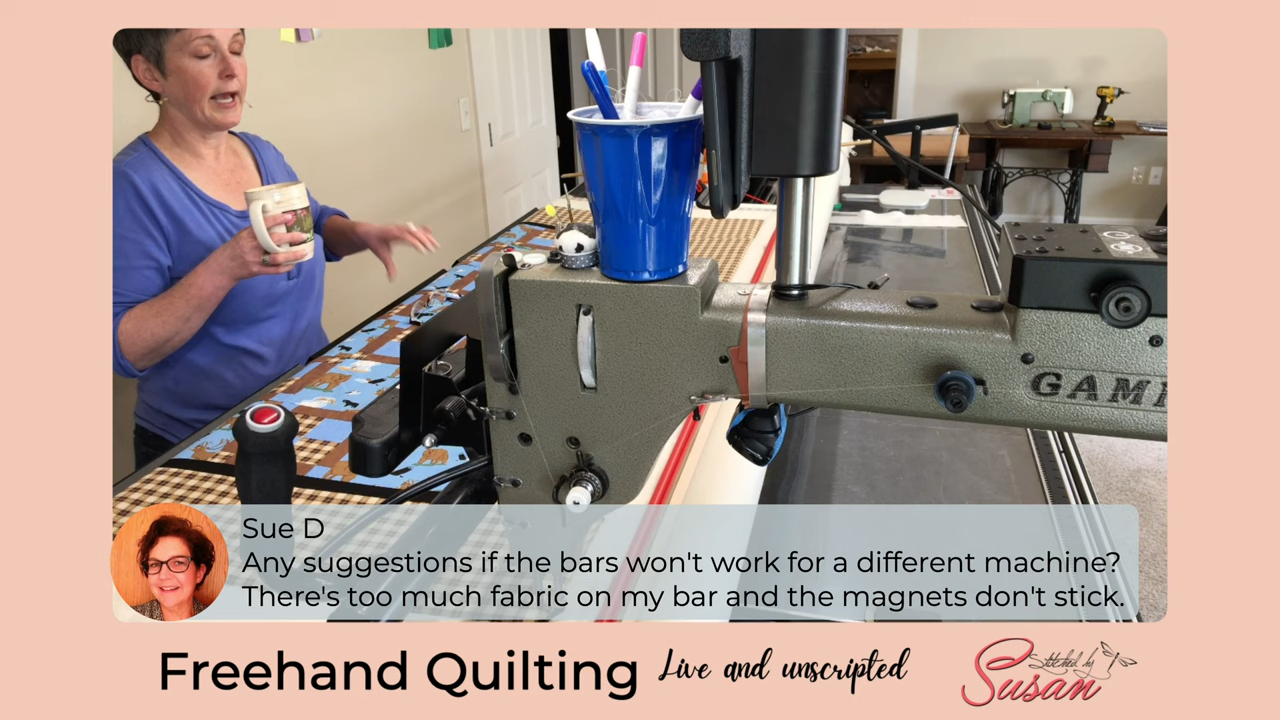 GAMM
Sue D
Any suggestions if the bars won't work for a different machine?
There's too much fabric on my bar and the magnets don't stick.
Freehand Quilting Live and unscripted
Stitched by
Susan